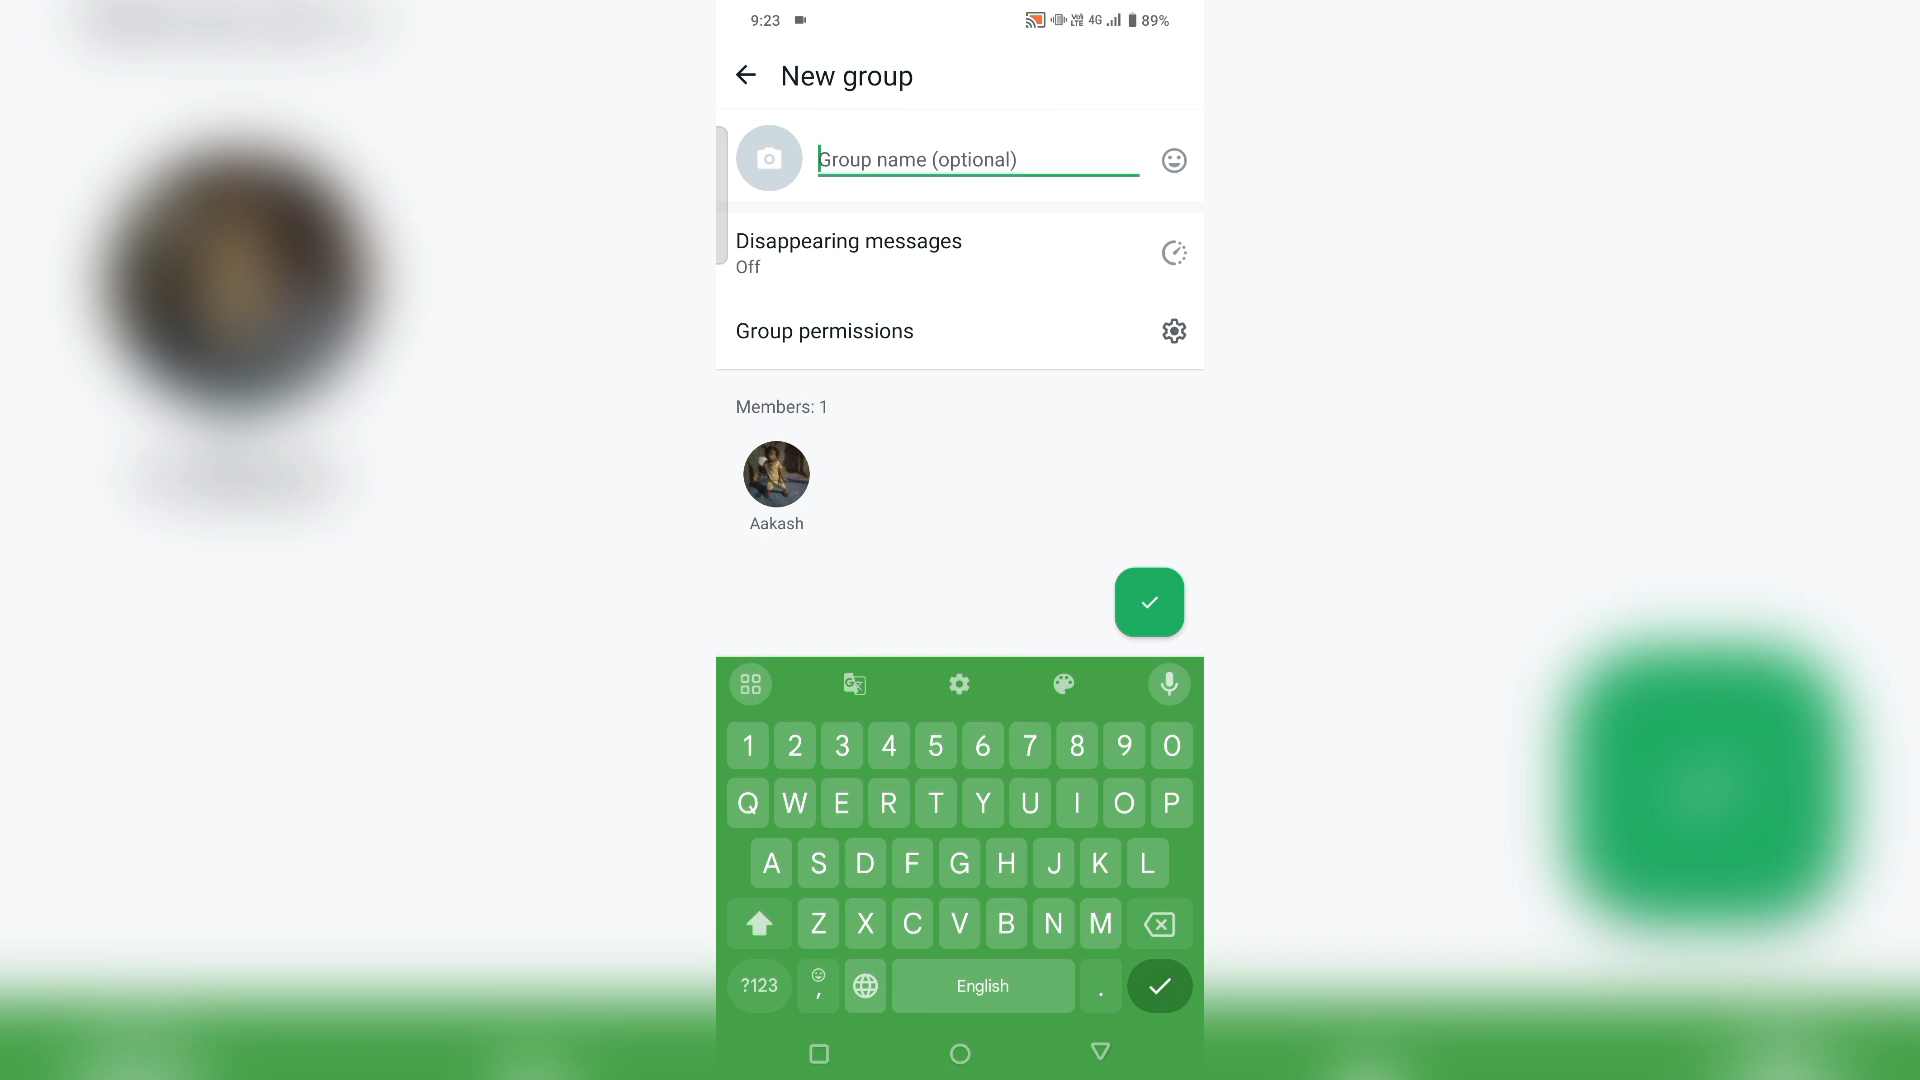 9:23 4G 89%
New group
Group name (optional)
Disappearing messages
Off
Group permissions
Members: 1
Aakash
1 2 3 4 5 6 7 8 9 0
Q W E R T Y U I O P
A S D F G H J K L
Z X C V B N M
?123 , English .